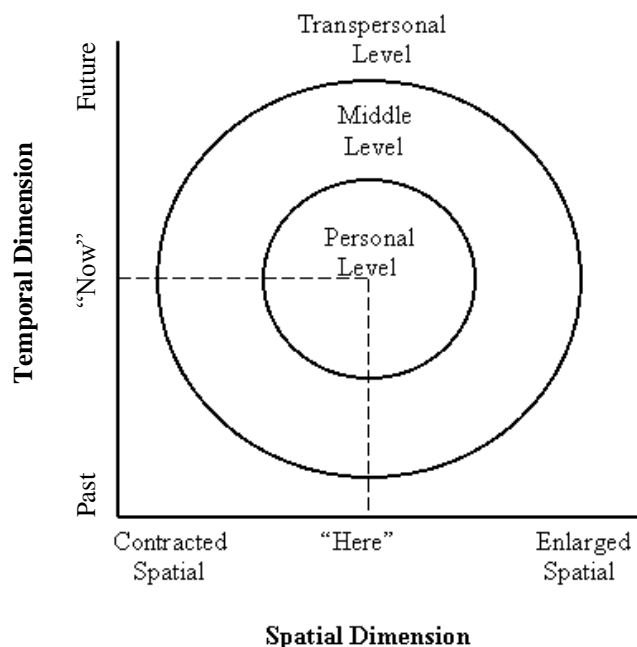 Transpersonal
Level
Future
Middle
Level
Temporal Dimension
"Now"
Personal
Level
Past
Contracted
Spatial
"Here"
Enlarged
Spatial
Spatial Dimension